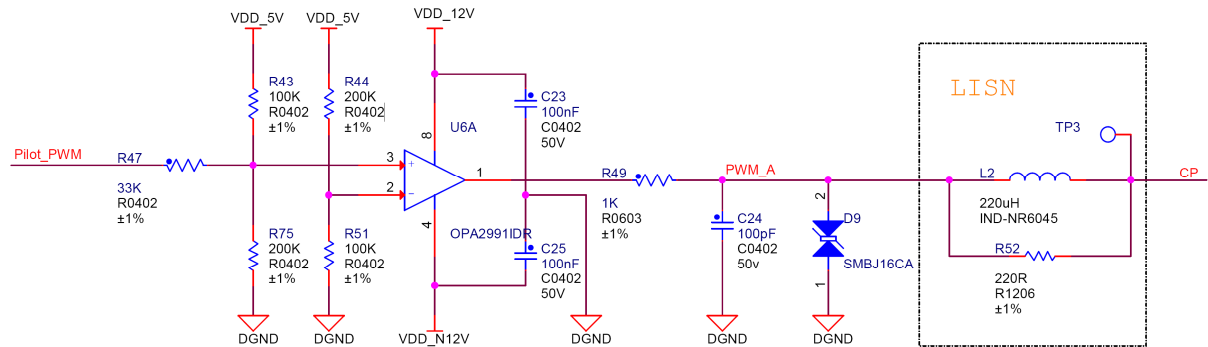 VDD_5V
VDD_5V
VDD_12V
R43
100K
R0402
±1%
R44
200K
R0402
±1%
C23
100nF
C0402
50V
LISN
TP3
8
U6A
Pilot_PWM
R47
33K
R0402
±1%
3
+
2
-
1
R49
1K
R0603
±1%
PWM_A
L2
220uH
IND-NR6045
CP
R75
200K
R0402
±1%
R51
100K
R0402
±1%
4
OPA2991IDR
C25
100nF
C0402
50V
C24
100pF
C0402
50v
2
D9
SMBJ16CA
1
R52
220R
R1206
±1%
DGND
DGND
VDD_N12V
DGND
DGND
DGND